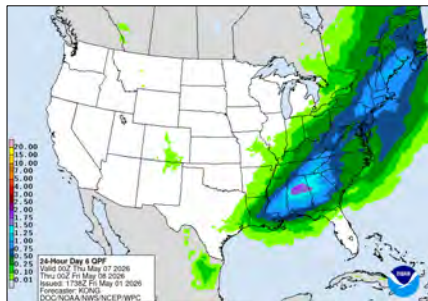 20.00
15.00
10.00
7.00
5.00
4.00
3.00
2.50
2.00
1.75
1.50
1.25
1.00
0.75
0.50
0.25
0.10
0.01
24-Hour Day 6 QPF
Valid 00Z Thu May 07 2026
Thru 00Z Fri May 08 2026
Issued: 1738Z Fri May 01 2026
Forecaster: KONG
DOC/NOAA/NWS/NCEP/WPC
NOAA